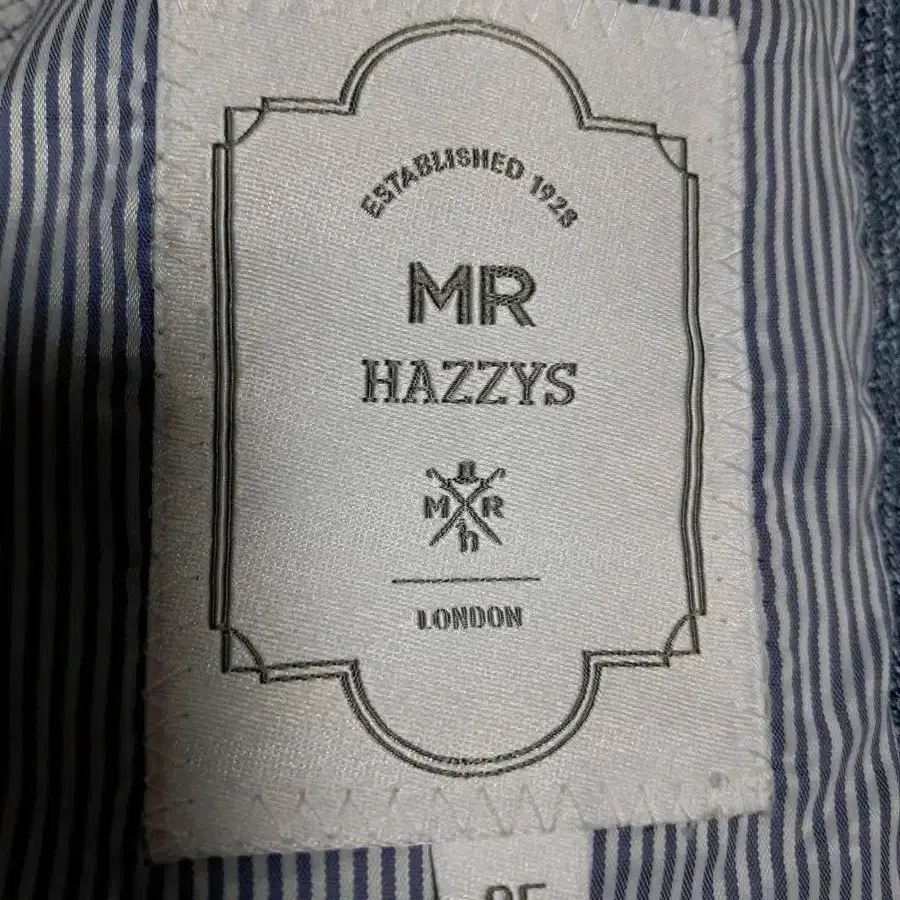 ESTABLISHED 1928
MR
HAZZYS
M R
h
LONDON